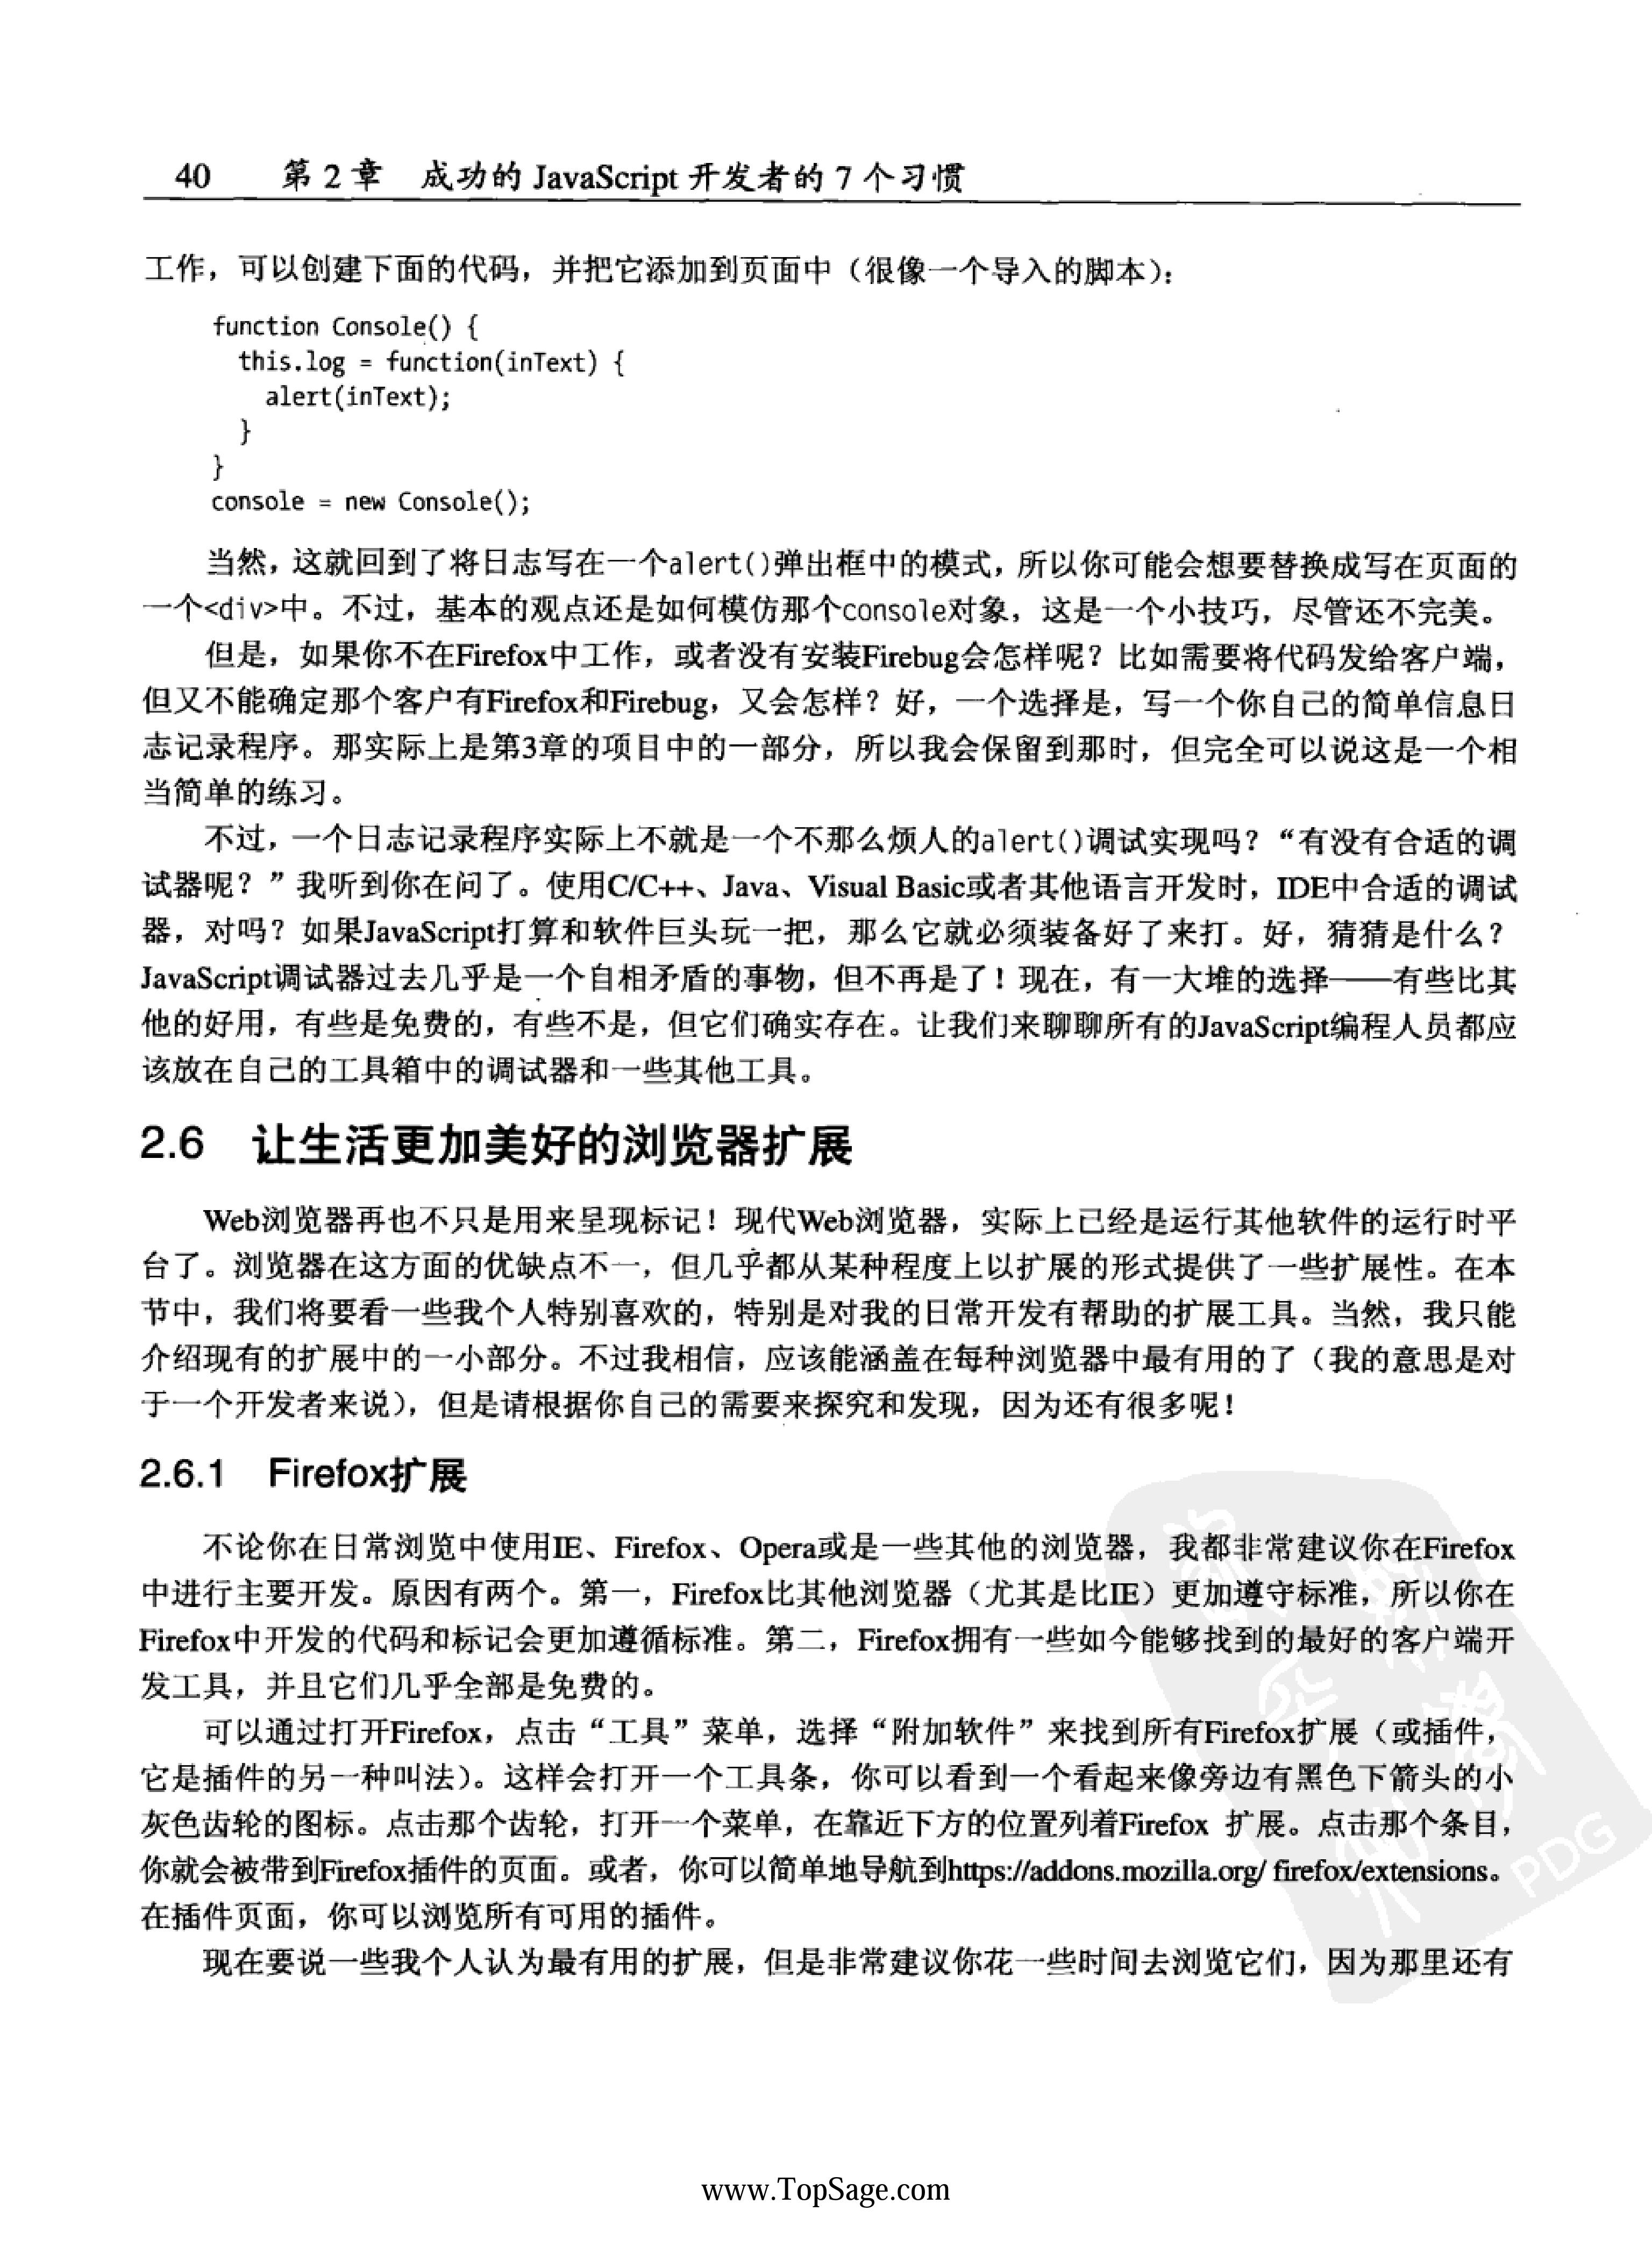 40 第 2 章 成功的 JavaScript 开发者的 7 个习惯
工作，可以创建下面的代码，并把它添加到页面中（很像一个导入的脚本）：
function Console() {
  this.log = function(inText) {
    alert(inText);
  }
}
console = new Console();
当然，这就回到了将日志写在一个alert()弹出框中的模式，所以你可能会想要替换成写在页面的
一个<div>中。不过，基本的观点还是如何模仿那个console对象，这是一个小技巧，尽管还不完美。
但是，如果你不在Firefox中工作，或者没有安装Firebug会怎样呢？比如需要将代码发给客户端，
但又不能确定那个客户有Firefox和Firebug，又会怎样？好，一个选择是，写一个你自己的简单信息日
志记录程序。那实际上是第3章的项目中的一部分，所以我会保留到那时，但完全可以说这是一个相
当简单的练习。
不过，一个日志记录程序实际上不就是一个不那么烦人的alert()调试实现吗？“有没有合适的调
试器呢？”我听到你在问了。使用C/C++、Java、Visual Basic或者其他语言开发时，IDE中合适的调试
器，对吗？如果JavaScript打算和软件巨头玩一把，那么它就必须装备好了来打。好，猜猜是什么？
JavaScript调试器过去几乎是一个自相矛盾的事物，但不再是了！现在，有一大堆的选择——有些比其
他的好用，有些是免费的，有些不是，但它们确实存在。让我们来聊聊所有的JavaScript编程人员都应
该放在自己的工具箱中的调试器和一些其他工具。
2.6 让生活更加美好的浏览器扩展
Web浏览器再也不只是用来呈现标记！现代Web浏览器，实际上已经是运行其他软件的运行时平
台了。浏览器在这方面的优缺点不一，但几乎都从某种程度上以扩展的形式提供了一些扩展性。在本
节中，我们将要看一些我个人特别喜欢的，特别是对我的日常开发有帮助的扩展工具。当然，我只能
介绍现有的扩展中的一小部分。不过我相信，应该能涵盖在每种浏览器中最有用的了（我的意思是对
于一个开发者来说），但是请根据你自己的需要来探究和发现，因为还有很多呢！
2.6.1 Firefox扩展
不论你在日常浏览中使用IE、Firefox、Opera或是一些其他的浏览器，我都非常建议你在Firefox
中进行主要开发。原因有两个。第一，Firefox比其他浏览器（尤其是比IE）更加遵守标准，所以你在
Firefox中开发的代码和标记会更加遵循标准。第二，Firefox拥有一些如今能够找到的最好的客户端开
发工具，并且它们几乎全部是免费的。
可以通过打开Firefox，点击“工具”菜单，选择“附加软件”来找到所有Firefox扩展（或插件，
它是插件的另一种叫法）。这样会打开一个工具条，你可以看到一个看起来像旁边有黑色下箭头的小
灰色齿轮的图标。点击那个齿轮，打开一个菜单，在靠近下方的位置列着Firefox 扩展。点击那个条目，
你就会被带到Firefox插件的页面。或者，你可以简单地导航到https://addons.mozilla.org/ firefox/extensions。
在插件页面，你可以浏览所有可用的插件。
现在要说一些我个人认为最有用的扩展，但是非常建议你花一些时间去浏览它们，因为那里还有
PDG
www.TopSage.com